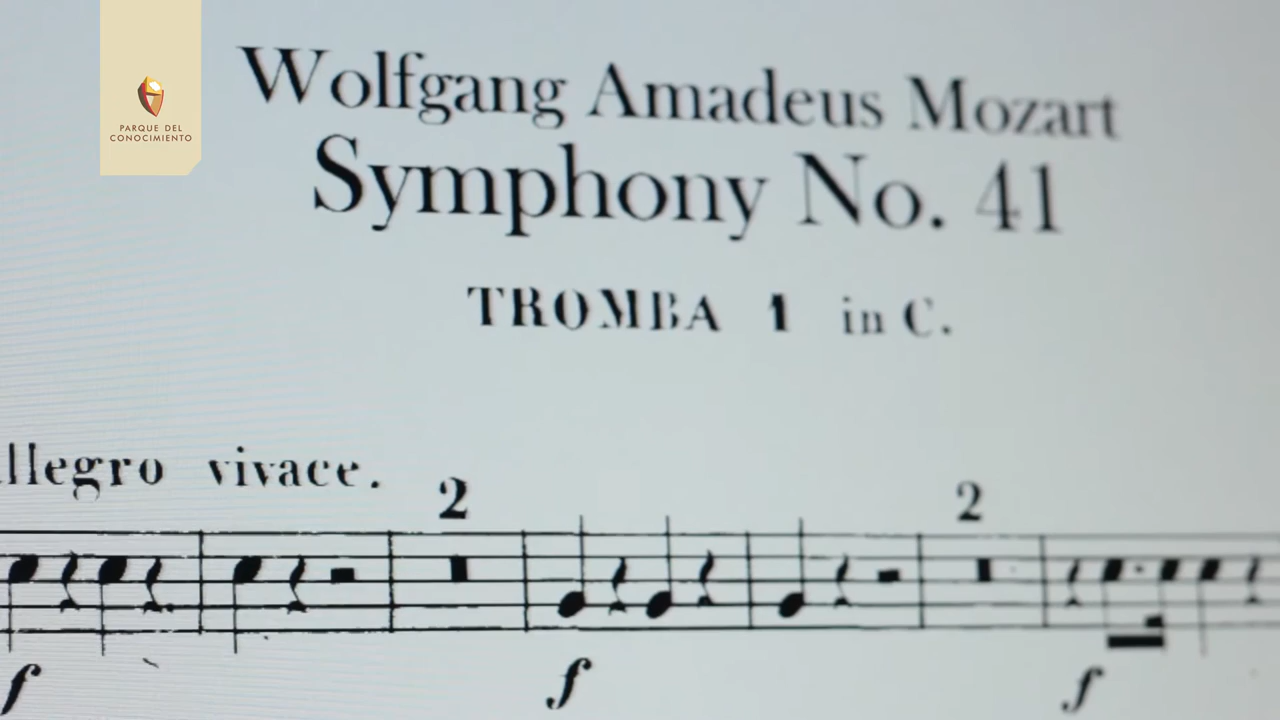 PARQUE DEL
CONOCIMIENTO
Wolfgang Amadeus Mozart
Symphony No. 41
TROMBA 1 in C.
llegro vivace.
2 2
f f f